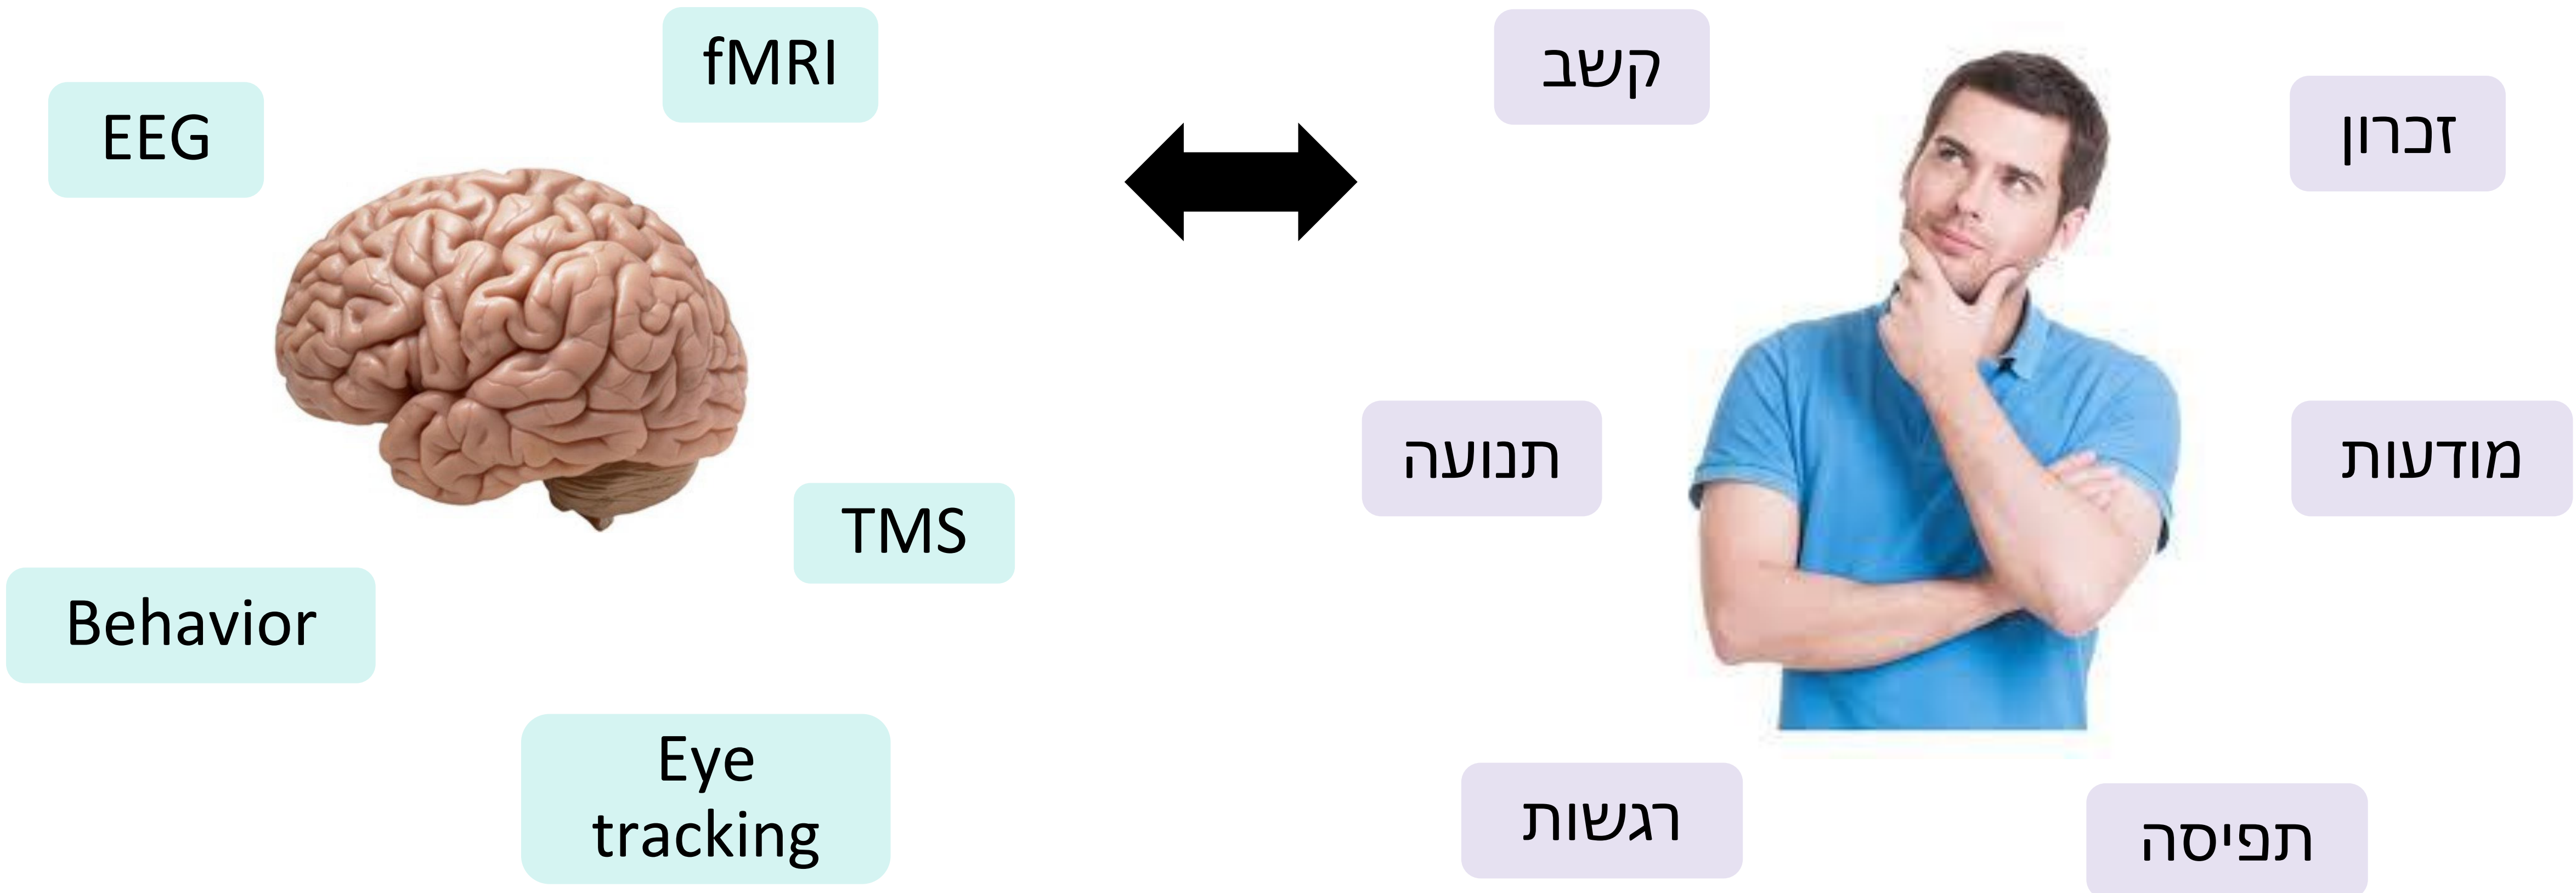 fMRI
EEG
TMS
Behavior
Eye
tracking
קשב
זכרון
תנועה
מודעות
רגשות
תפיסה